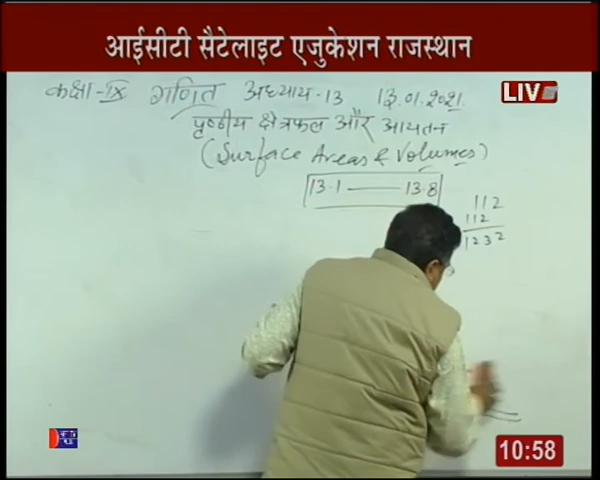 आईसीटी सैटेलाइट एजुकेशन राजस्थान
LIVE
कक्षा-IX गणित अध्याय-13 13.01.2021.
पृष्ठीय क्षेत्रफल और आयतन
(Surface Areas & Volumes)
13.1 —— 13.8
112
112
1232
10:58